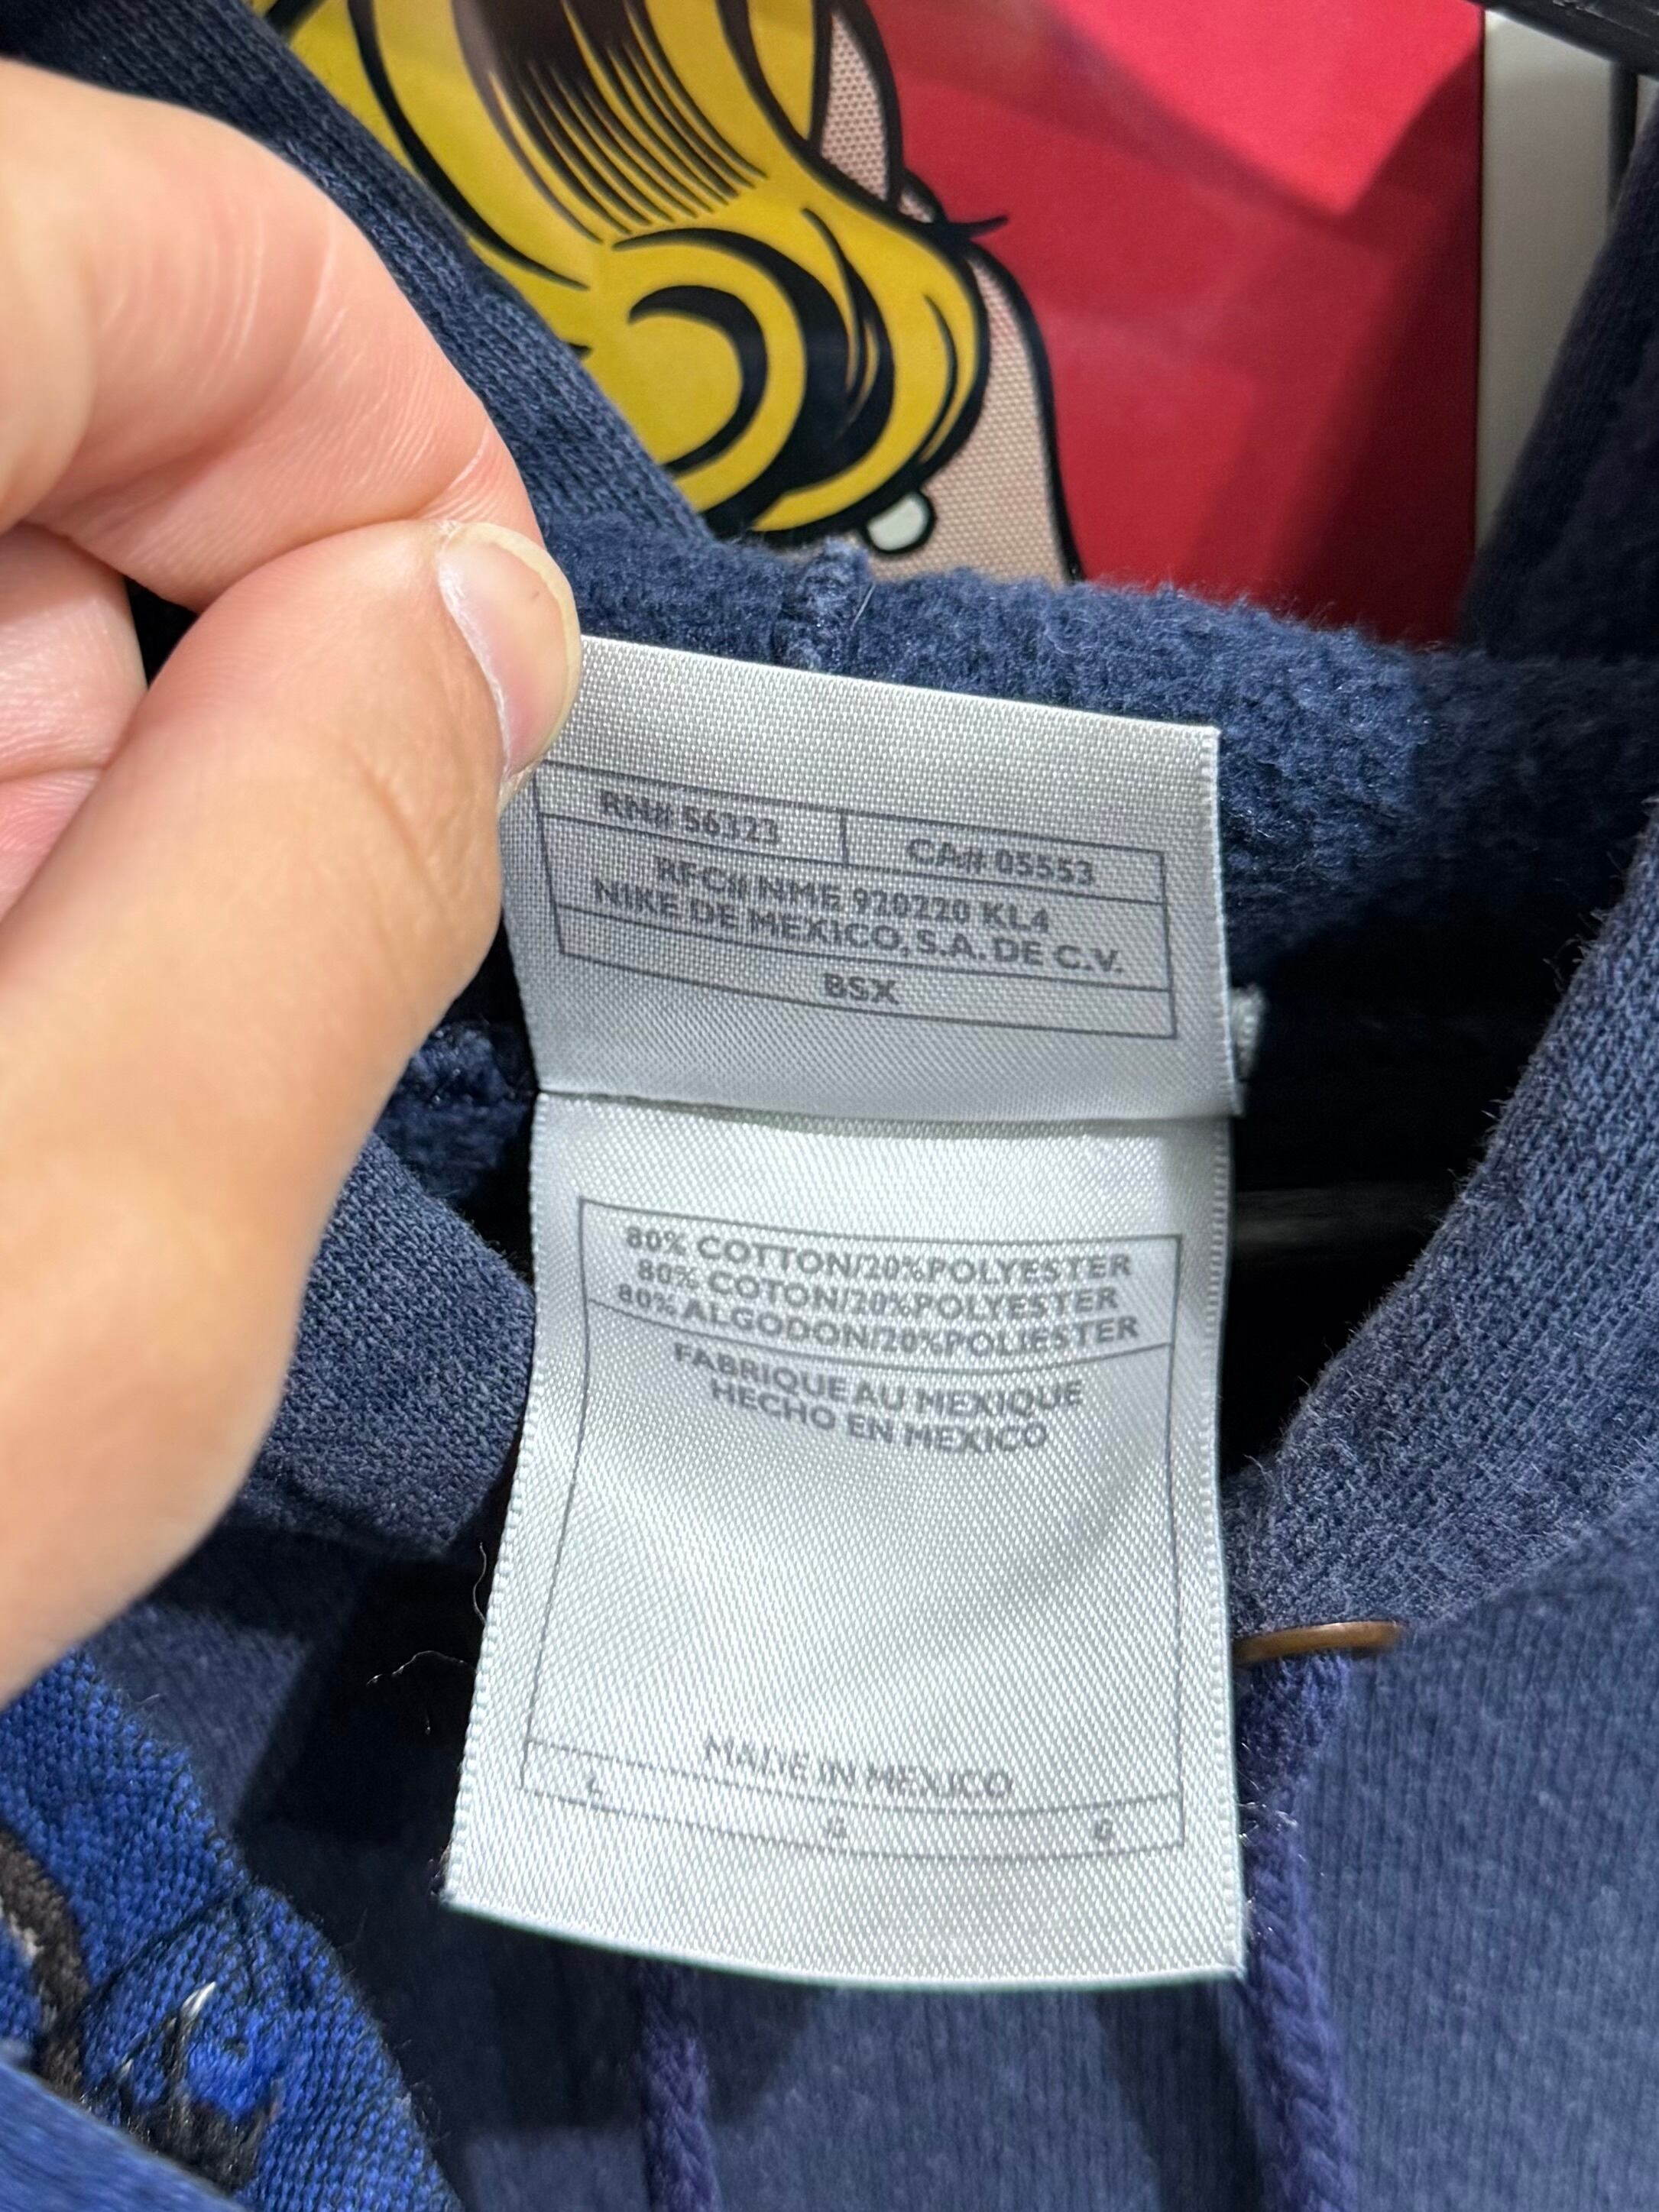 RN# 56323
CA# 05553
RFC# NME 920220 KL4
NIKE DE MEXICO, S.A. DE C.V.
BSX
80% COTTON/20%POLYESTER
80% COTON/20%POLYESTER
80% ALGODON/20%POLIESTER
FABRIQUE AU MEXIQUE
HECHO EN MEXICO
MADE IN MEXICO
L G G